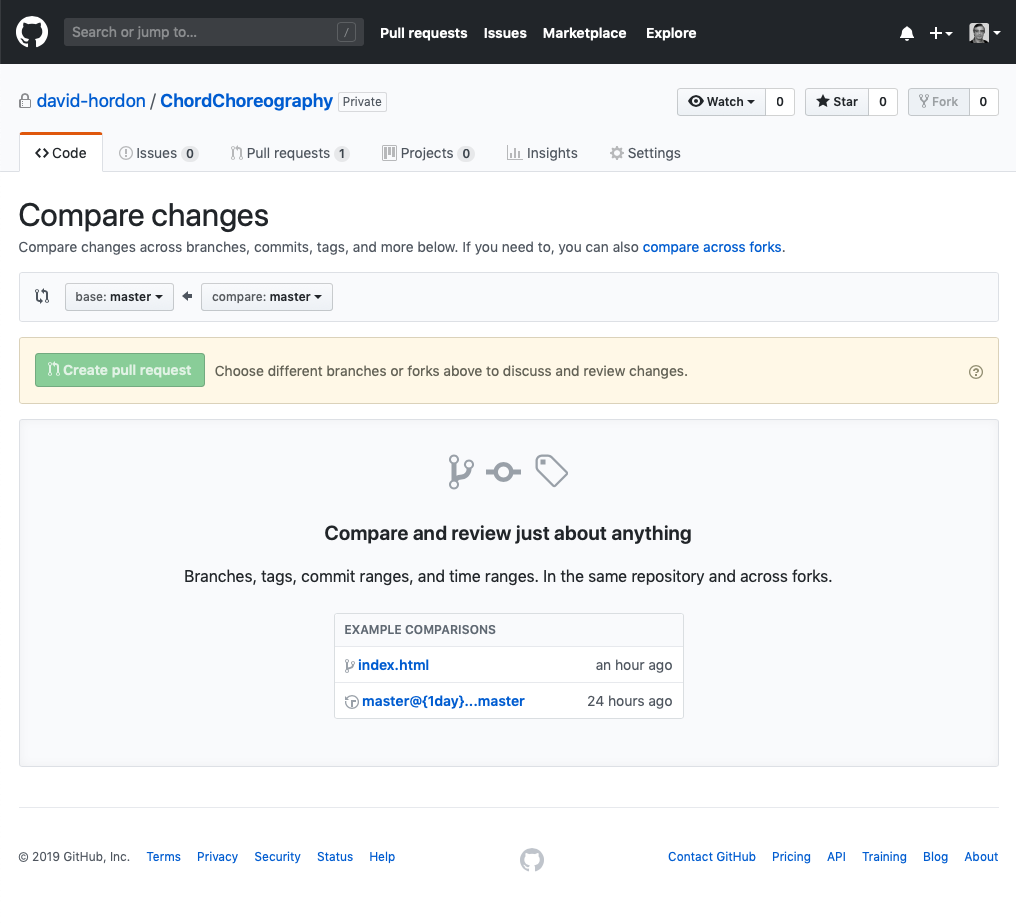 Search or jump to... /
Pull requests Issues Marketplace Explore
david-hordon / ChordChoreography Private
Watch 0 Star 0 Fork 0
Code Issues 0 Pull requests 1 Projects 0 Insights Settings
Compare changes
Compare changes across branches, commits, tags, and more below. If you need to, you can also compare across forks.
base: master compare: master
Create pull request Choose different branches or forks above to discuss and review changes.
Compare and review just about anything
Branches, tags, commit ranges, and time ranges. In the same repository and across forks.
EXAMPLE COMPARISONS
index.html an hour ago
master@{1day}...master 24 hours ago
© 2019 GitHub, Inc. Terms Privacy Security Status Help Contact GitHub Pricing API Training Blog About